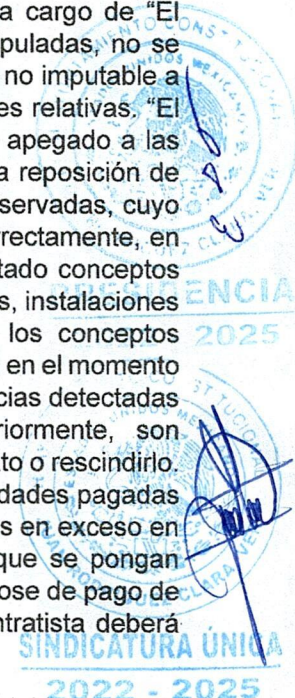 a cargo de “El
puladas, no se
no imputable a
es relativas. “El
apegado a las
a reposición de
servadas, cuyo
rrectamente, en
tado conceptos
s, instalaciones
los conceptos
en el momento
cias detectadas
riormente, son
to o rescindirlo.
dades pagadas
s en exceso en
que se pongan
ose de pago de
ntratista deberá
PRESIDENCIA
2025
SINDICATURA ÚNICA
2022 - 2025